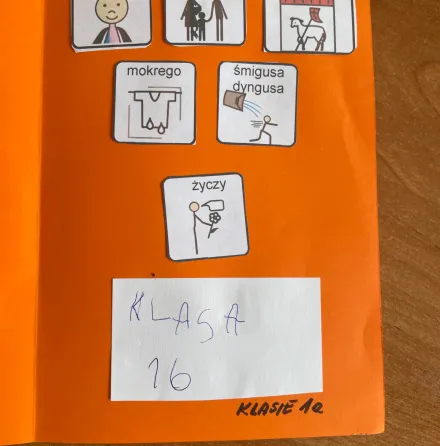 mokrego
śmigusa
dyngusa
życzy
KLASA
16
KLASIE 1a